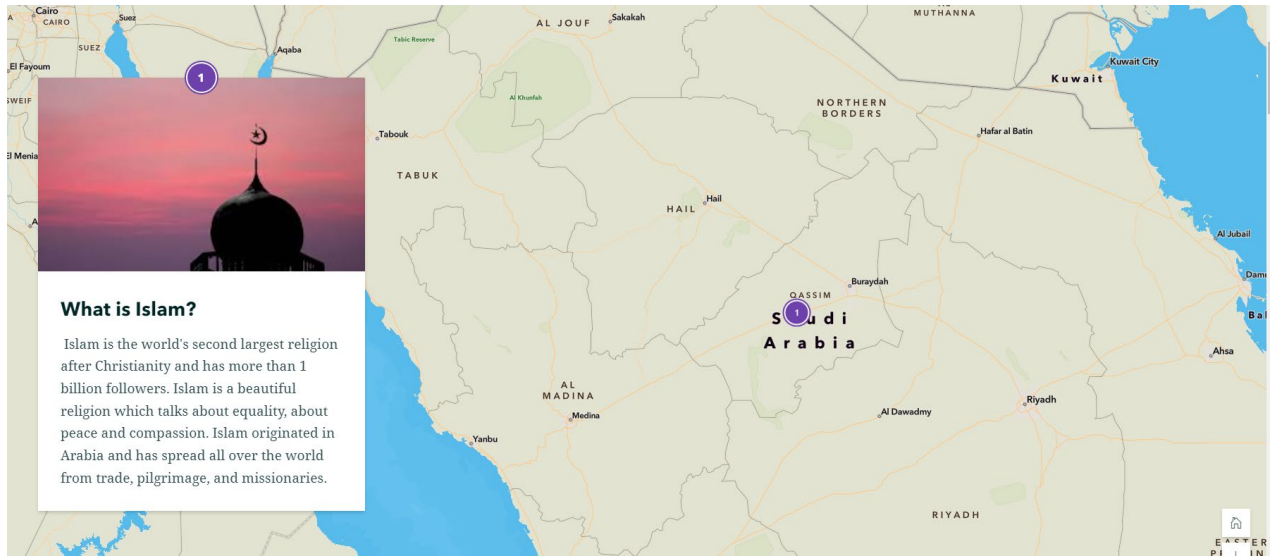 Cairo
CAIRO
Suez
SUEZ
El Fayoum
SWEIF
El Menia
A
Aqaba
Tabic Reserve
AL JOUF
Sakakah
MUTHANNA
Kuwait City
Kuwait
1
Al Khunfah
NORTHERN
BORDERS
Hafar al Batin
Tabouk
TABUK
HAIL
Hail
Al Jubail
Buraydah
QASSIM
1
Saudi
Arabia
Ba
Ahsa
What is Islam?
Islam is the world's second largest religion
after Christianity and has more than 1
billion followers. Islam is a beautiful
religion which talks about equality, about
peace and compassion. Islam originated in
Arabia and has spread all over the world
from trade, pilgrimage, and missionaries.
AL
MADINA
Medina
Yanbu
Al Dawadmy
Riyadh
RIYADH